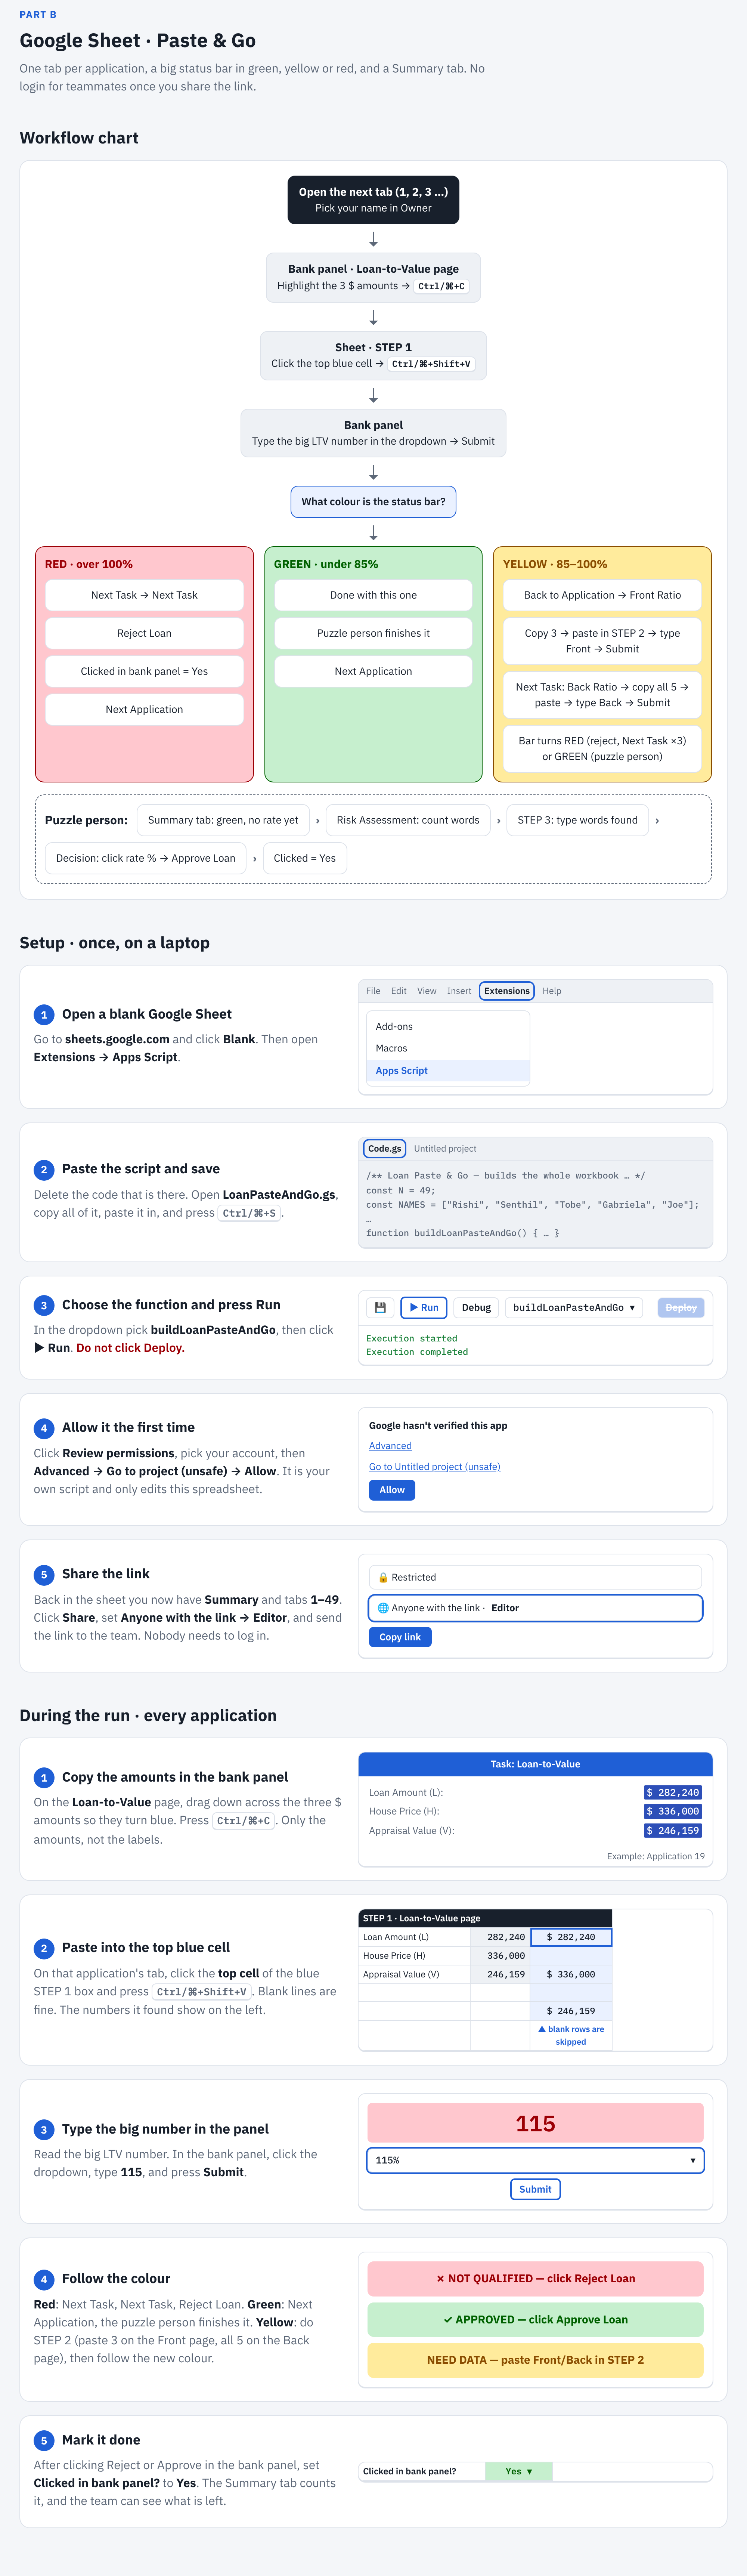 PART B
Google Sheet · Paste & Go
One tab per application, a big status bar in green, yellow or red, and a Summary tab. No
login for teammates once you share the link.
Workflow chart
Open the next tab (1, 2, 3 …)
Pick your name in Owner
↓
Bank panel · Loan-to-Value page
Highlight the 3 $ amounts → Ctrl/⌘+C
↓
Sheet · STEP 1
Click the top blue cell → Ctrl/⌘+Shift+V
↓
Bank panel
Type the big LTV number in the dropdown → Submit
↓
What colour is the status bar?
↓
RED · over 100%
Next Task → Next Task
Reject Loan
Clicked in bank panel = Yes
Next Application
GREEN · under 85%
Done with this one
Puzzle person finishes it
Next Application
YELLOW · 85–100%
Back to Application → Front Ratio
Copy 3 → paste in STEP 2 → type
Front → Submit
Next Task: Back Ratio → copy all 5 →
paste → type Back → Submit
Bar turns RED (reject, Next Task ×3)
or GREEN (puzzle person)
Puzzle person: Summary tab: green, no rate yet › Risk Assessment: count words › STEP 3: type words found ›
Decision: click rate % → Approve Loan › Clicked = Yes
Setup · once, on a laptop
1 Open a blank Google Sheet
Go to sheets.google.com and click Blank. Then open
Extensions → Apps Script.
File Edit View Insert Extensions Help
Add-ons
Macros
Apps Script
2 Paste the script and save
Delete the code that is there. Open LoanPasteAndGo.gs,
copy all of it, paste it in, and press Ctrl/⌘+S.
Code.gs Untitled project
/** Loan Paste & Go — builds the whole workbook … */
const N = 49;
const NAMES = ["Rishi", "Senthil", "Tobe", "Gabriela", "Joe"];
…
function buildLoanPasteAndGo() { … }
3 Choose the function and press Run
In the dropdown pick buildLoanPasteAndGo, then click
▶ Run. Do not click Deploy.
💾 ▶ Run Debug buildLoanPasteAndGo ▾ Deploy
Execution started
Execution completed
4 Allow it the first time
Click Review permissions, pick your account, then
Advanced → Go to project (unsafe) → Allow. It is your
own script and only edits this spreadsheet.
Google hasn't verified this app
Advanced
Go to Untitled project (unsafe)
Allow
5 Share the link
Back in the sheet you now have Summary and tabs 1–49.
Click Share, set Anyone with the link → Editor, and send
the link to the team. Nobody needs to log in.
🔒 Restricted
🌐 Anyone with the link · Editor
Copy link
During the run · every application
1 Copy the amounts in the bank panel
On the Loan-to-Value page, drag down across the three $
amounts so they turn blue. Press Ctrl/⌘+C. Only the
amounts, not the labels.
Task: Loan-to-Value
Loan Amount (L): $ 282,240
House Price (H): $ 336,000
Appraisal Value (V): $ 246,159
Example: Application 19
2 Paste into the top blue cell
On that application's tab, click the top cell of the blue
STEP 1 box and press Ctrl/⌘+Shift+V. Blank lines are
fine. The numbers it found show on the left.
STEP 1 · Loan-to-Value page
Loan Amount (L) 282,240 $ 282,240
House Price (H) 336,000
Appraisal Value (V) 246,159 $ 336,000
$ 246,159
▲ blank rows are
skipped
3 Type the big number in the panel
Read the big LTV number. In the bank panel, click the
dropdown, type 115, and press Submit.
115
115% ▾
Submit
4 Follow the colour
Red: Next Task, Next Task, Reject Loan. Green: Next
Application, the puzzle person finishes it. Yellow: do
STEP 2 (paste 3 on the Front page, all 5 on the Back
page), then follow the new colour.
✗ NOT QUALIFIED — click Reject Loan
✓ APPROVED — click Approve Loan
NEED DATA — paste Front/Back in STEP 2
5 Mark it done
After clicking Reject or Approve in the bank panel, set
Clicked in bank panel? to Yes. The Summary tab counts
it, and the team can see what is left.
Clicked in bank panel? Yes ▾